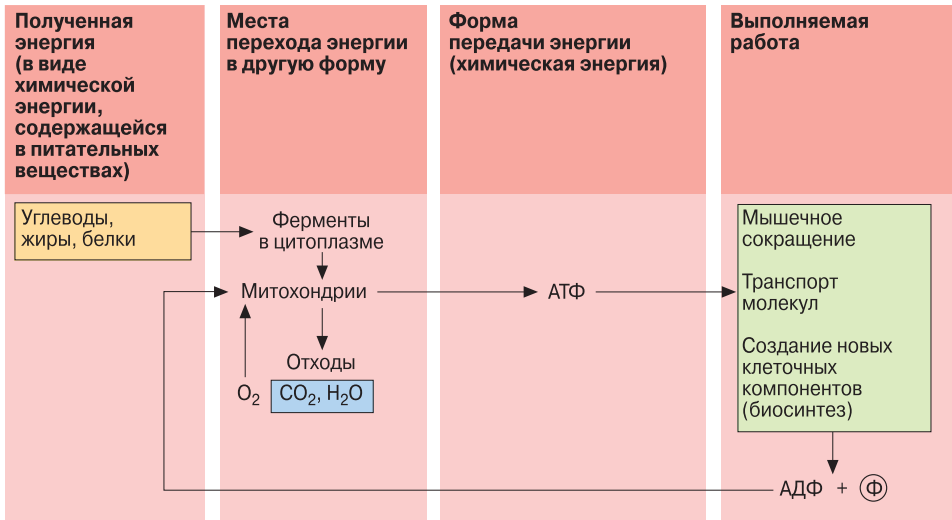 Полученная
энергия
(в виде
химической
энергии,
содержащейся
в питательных
веществах)
Места
перехода энергии
в другую форму
Форма
передачи энергии
(химическая энергия)
Выполняемая
работа
Углеводы,
жиры, белки
Ферменты
в цитоплазме
Митохондрии
Отходы
O₂
CO₂, H₂O
АТФ
Мышечное
сокращение
Транспорт
молекул
Создание новых
клеточных
компонентов
(биосинтез)
АДФ + Ф